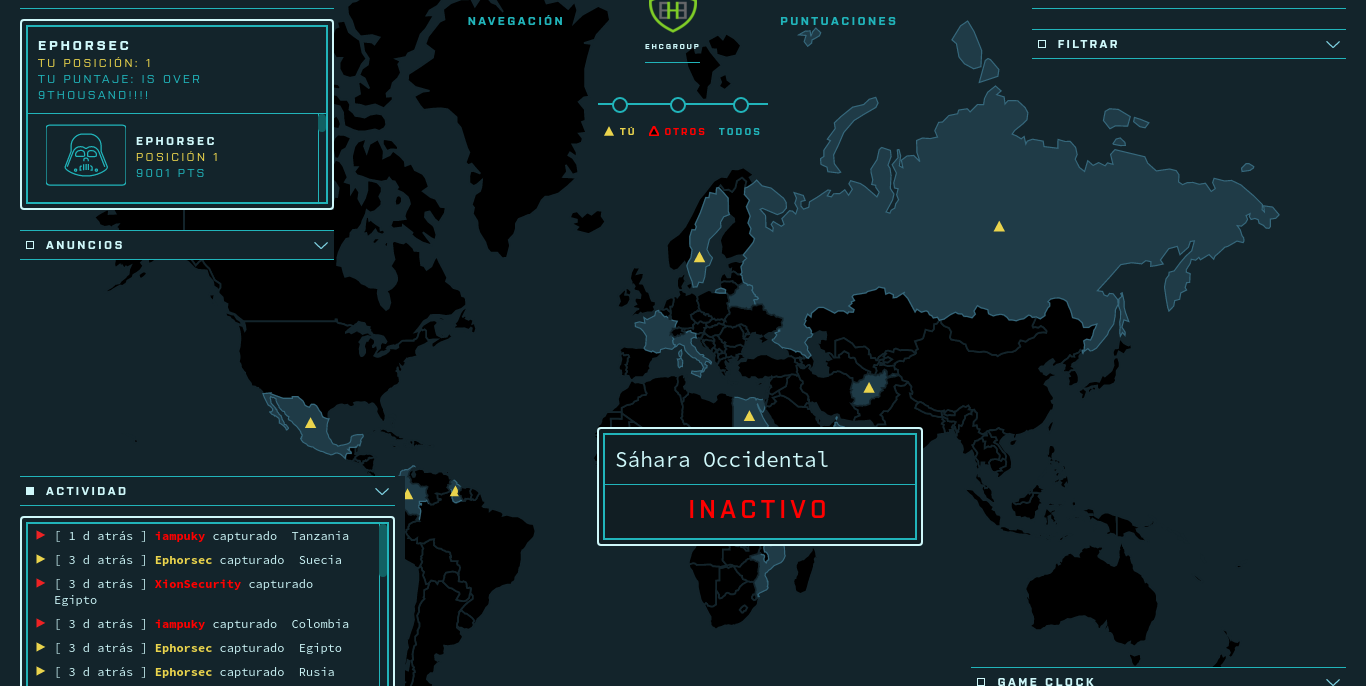 NAVEGACIÓN
EHCGROUP
PUNTUACIONES
FILTRAR
EPHORSEC
TU POSICIÓN: 1
TU PUNTAJE: IS OVER
9THOUSAND!!!!
EPHORSEC
POSICIÓN 1
9001 PTS
TÚ OTROS TODOS
ANUNCIOS
Sáhara Occidental
INACTIVO
ACTIVIDAD
[ 1 d atrás ] iampuky capturado Tanzania
[ 3 d atrás ] Ephorsec capturado Suecia
[ 3 d atrás ] XionSecurity capturado
Egipto
[ 3 d atrás ] iampuky capturado Colombia
[ 3 d atrás ] Ephorsec capturado Egipto
[ 3 d atrás ] Ephorsec capturado Rusia
GAME CLOCK